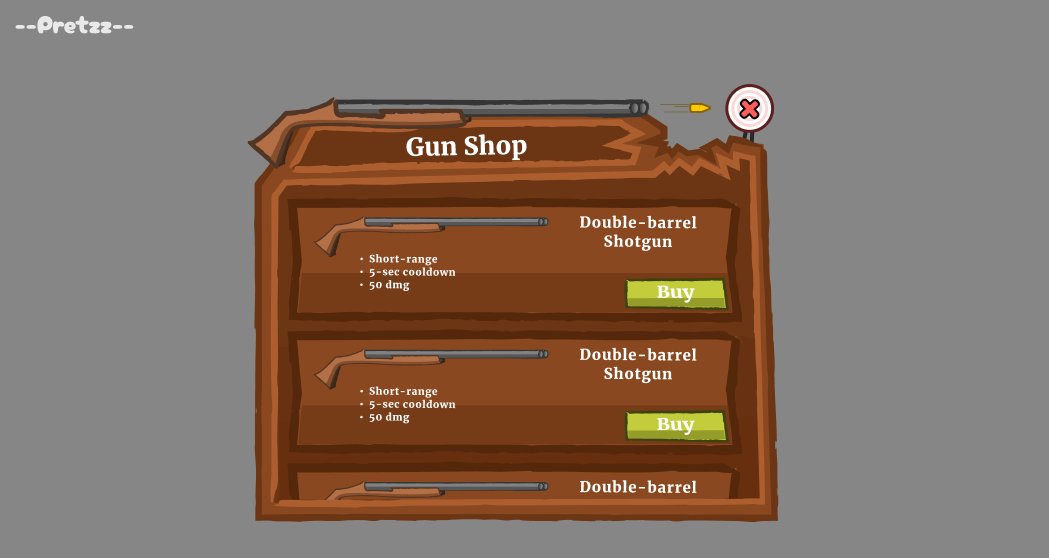 --Pretzz--
Gun Shop
Double-barrel
Shotgun
• Short-range
• 5-sec cooldown
• 50 dmg
Buy
Double-barrel
Shotgun
• Short-range
• 5-sec cooldown
• 50 dmg
Buy
Double-barrel